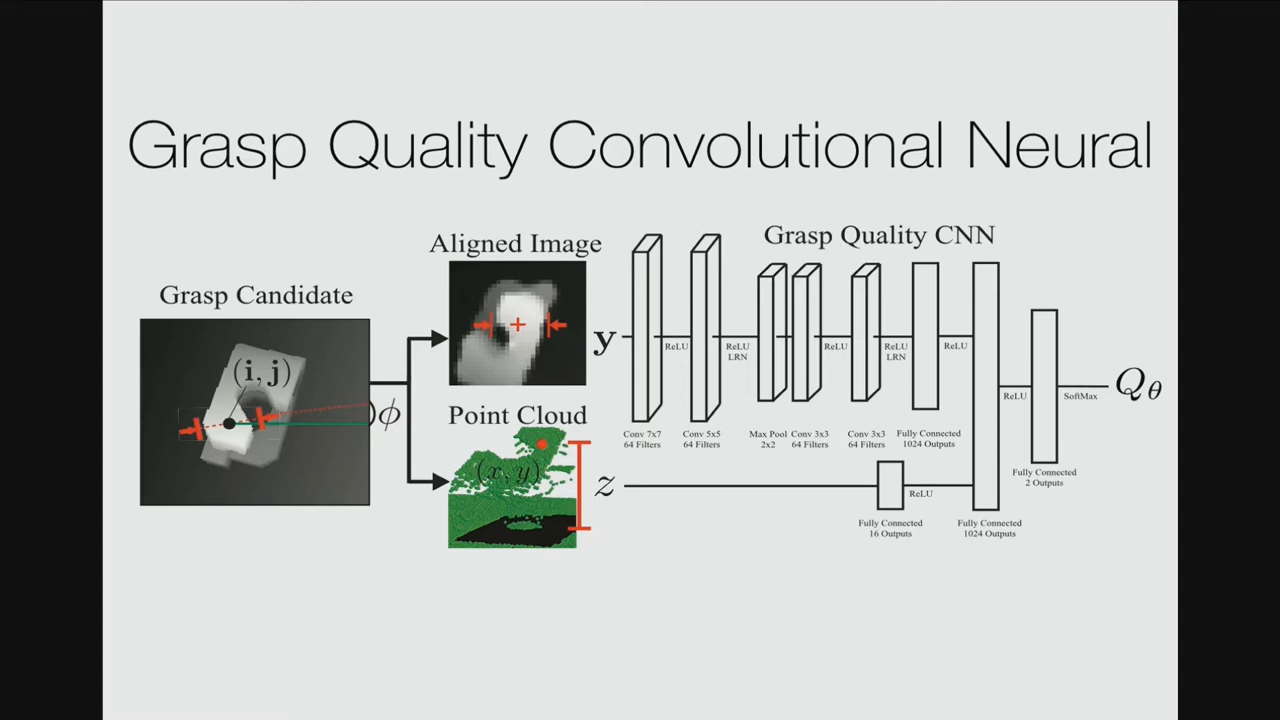 Grasp Quality Convolutional Neural
Grasp Candidate
(i, j)
ϕ
Aligned Image
Point Cloud
(x, y)
y
z
Grasp Quality CNN
ReLU
ReLU
LRN
ReLU
ReLU
LRN
ReLU
ReLU
SoftMax
Qθ
Conv 7x7
64 Filters
Conv 5x5
64 Filters
Max Pool
2x2
Conv 3x3
64 Filters
Conv 3x3
64 Filters
Fully Connected
1024 Outputs
Fully Connected
2 Outputs
ReLU
Fully Connected
16 Outputs
Fully Connected
1024 Outputs